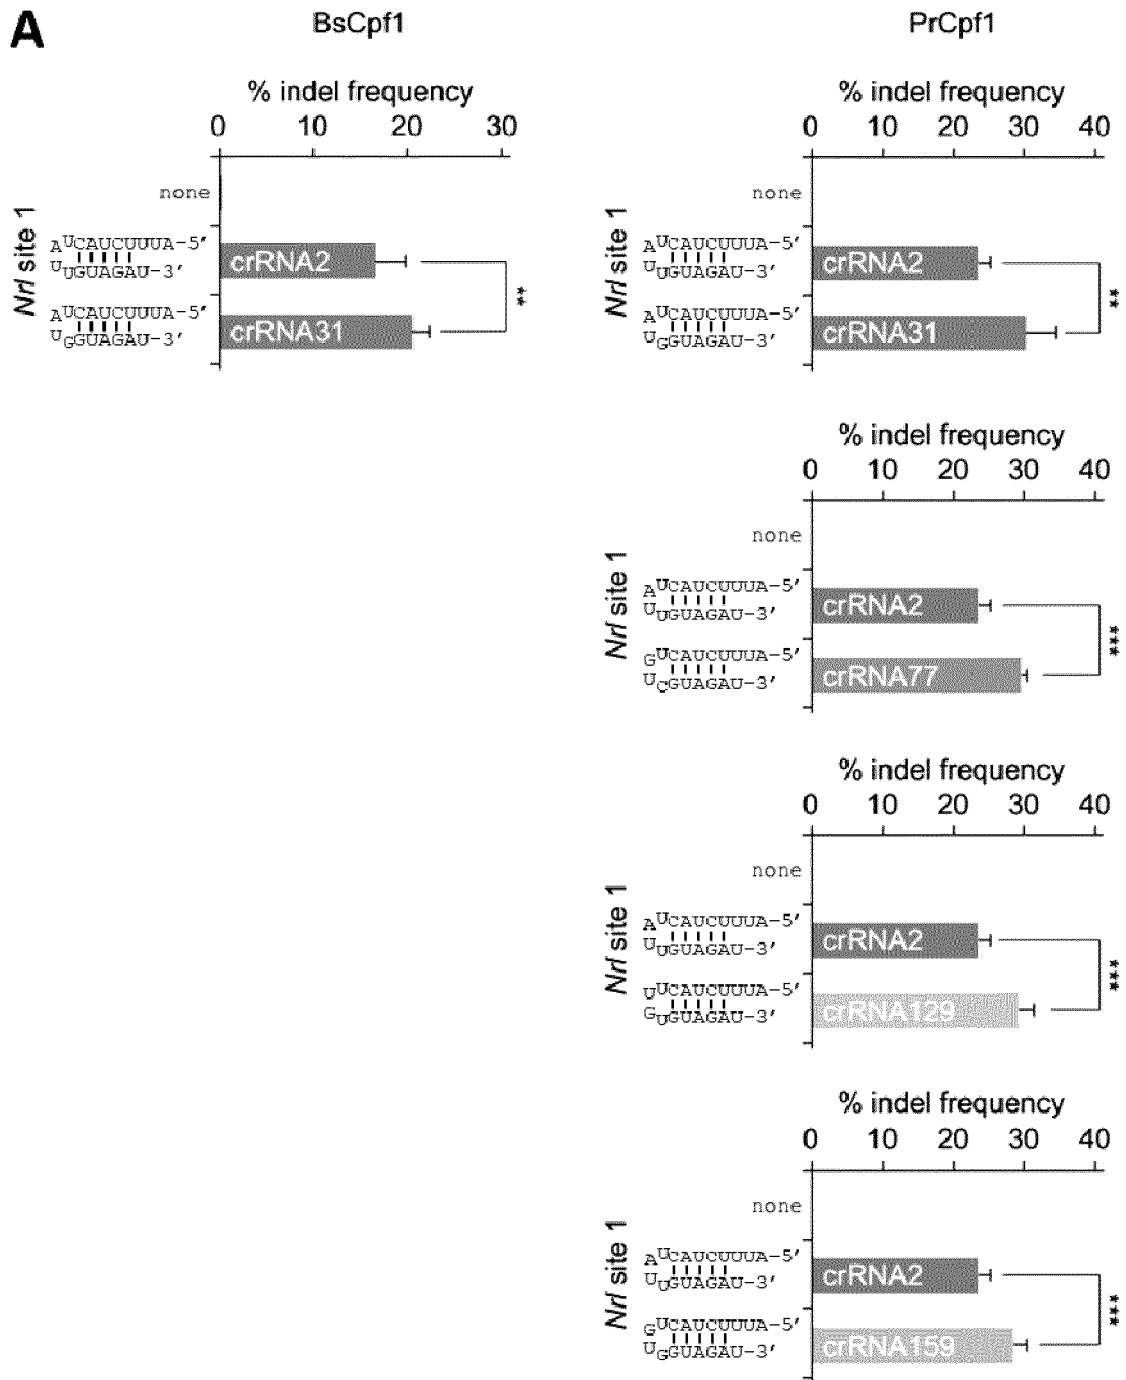 A
BsCpf1
PrCpf1
% indel frequency
0 10 20 30
Nrl site 1
none
AUCAUCUUUA-5′
UUGUAGAU-3′
crRNA2
AUCAUCUUUA-5′
UGGUAGAU-3′
crRNA31
**
% indel frequency
0 10 20 30 40
Nrl site 1
none
AUCAUCUUUA-5′
UUGUAGAU-3′
crRNA2
AUCAUCUUUA-5′
UGGUAGAU-3′
crRNA31
**
% indel frequency
0 10 20 30 40
Nrl site 1
none
AUCAUCUUUA-5′
UUGUAGAU-3′
crRNA2
GUCAUCUUUA-5′
UCGUAGAU-3′
crRNA77
***
% indel frequency
0 10 20 30 40
Nrl site 1
none
AUCAUCUUUA-5′
UUGUAGAU-3′
crRNA2
UUCAUCUUUA-5′
GUGUAGAU-3′
crRNA129
***
% indel frequency
0 10 20 30 40
Nrl site 1
none
AUCAUCUUUA-5′
UUGUAGAU-3′
crRNA2
GUCAUCUUUA-5′
UGGUAGAU-3′
crRNA159
***